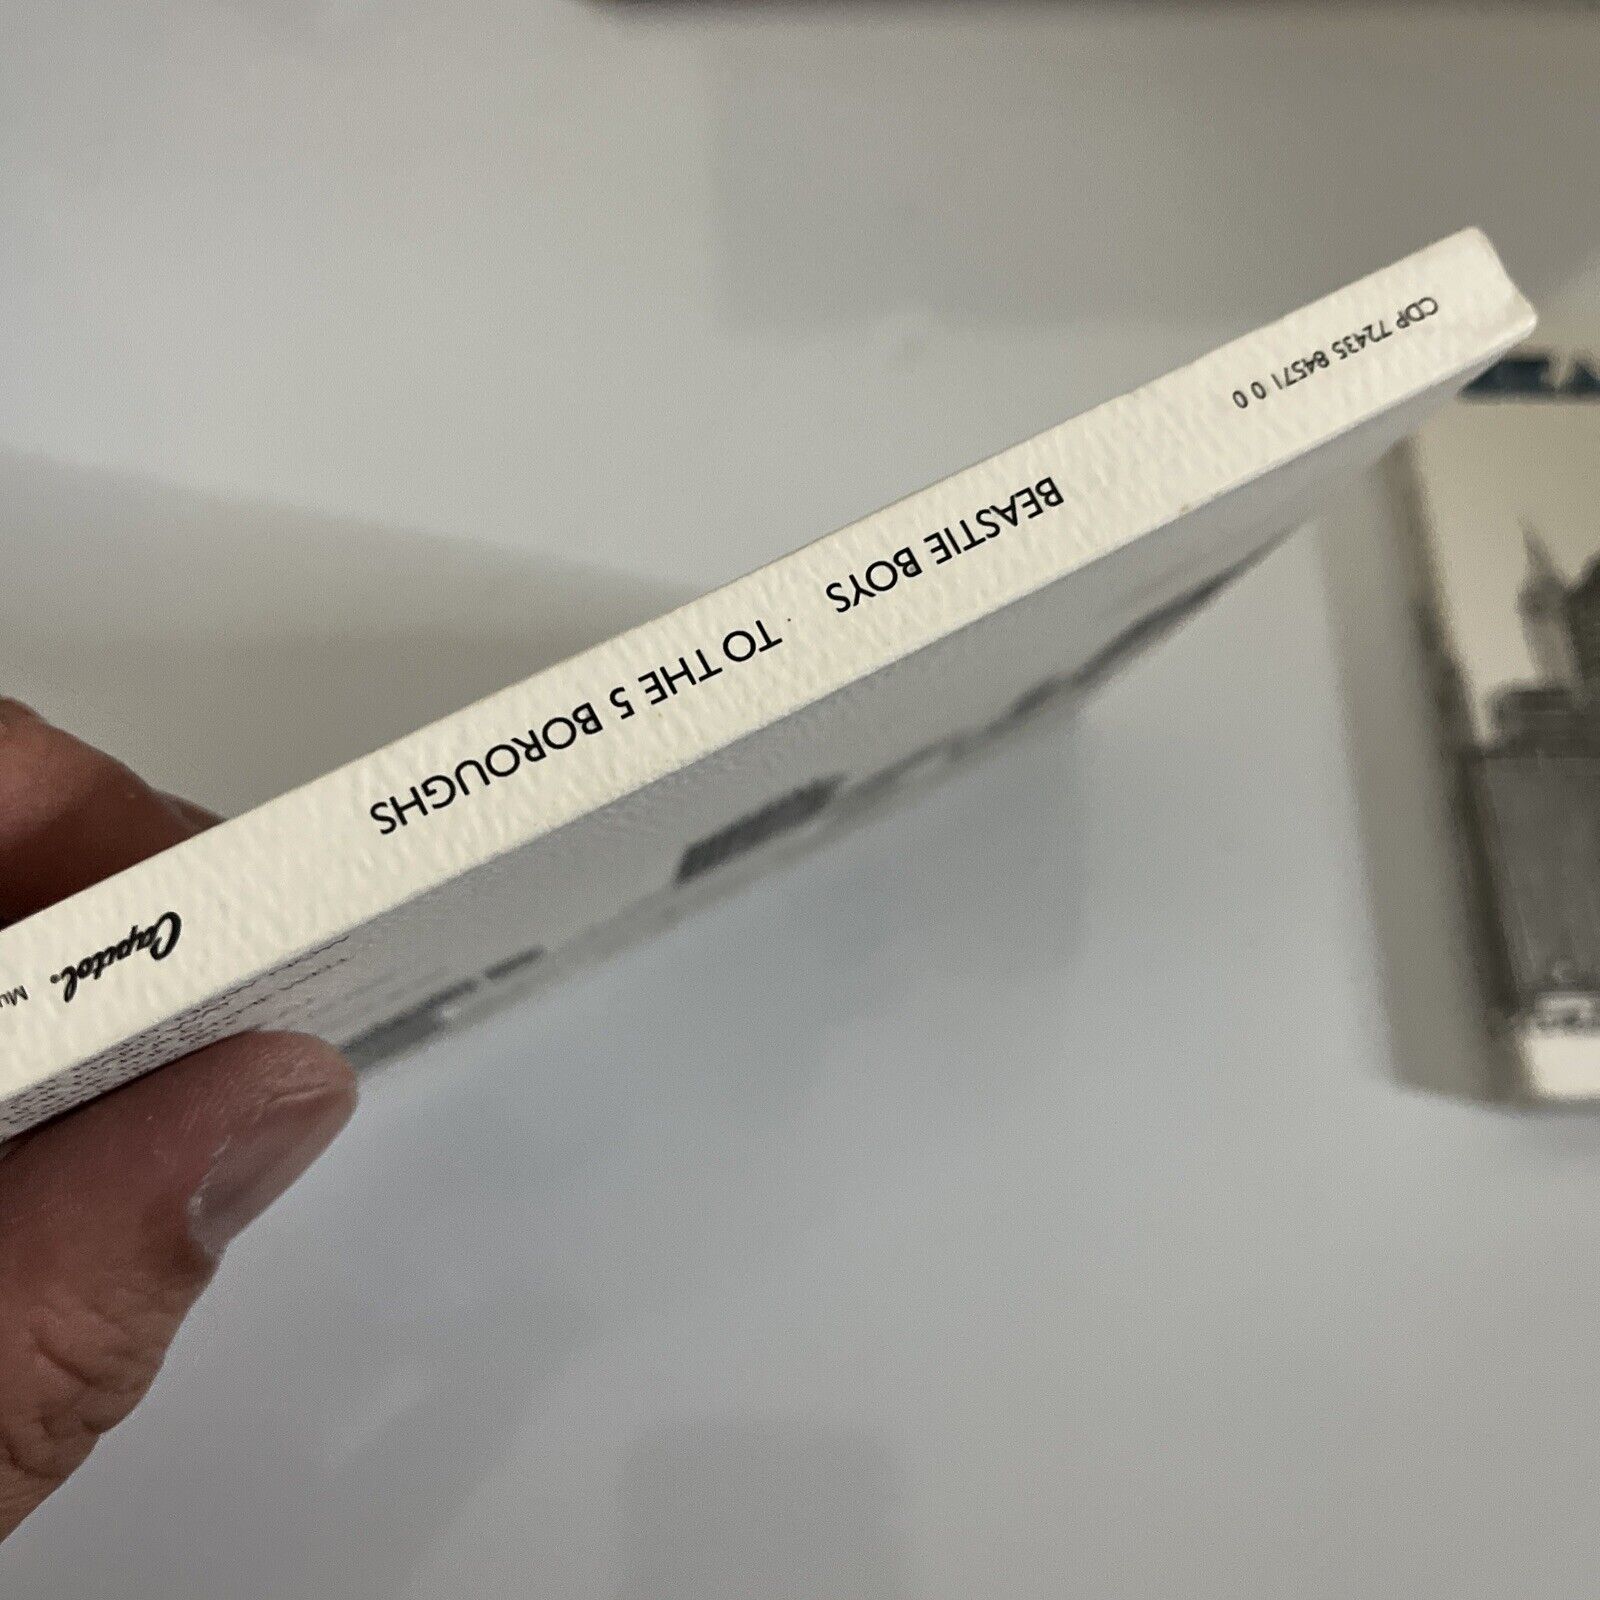 CDP 72435 84571 0 0
BEASTIE BOYS
TO THE 5 BOROUGHS
Capitol.